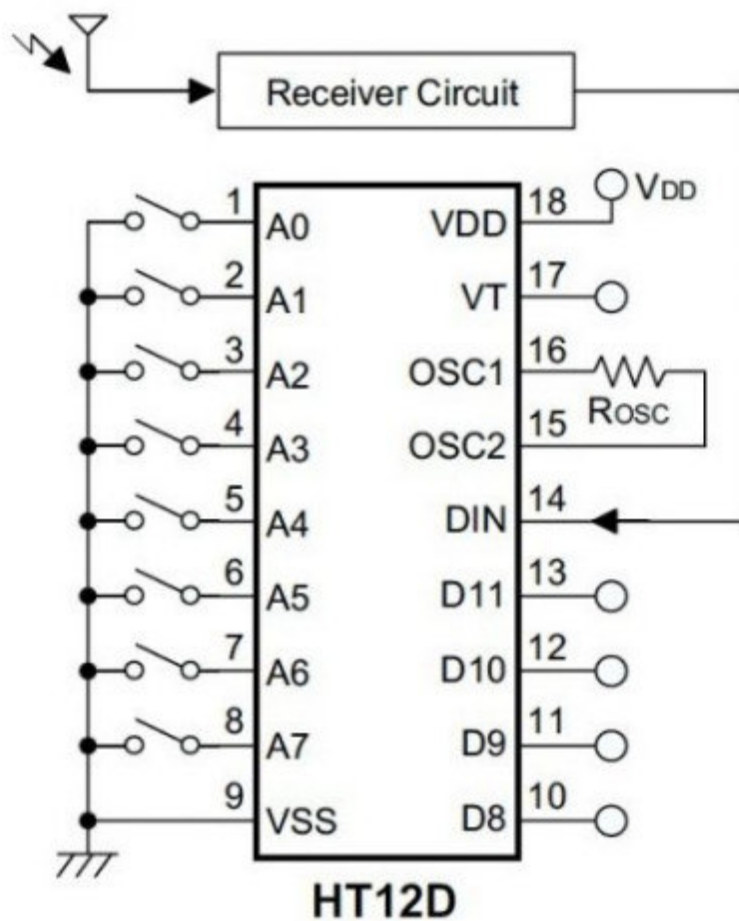 Receiver Circuit
1 A0 VDD 18 VDD
2 A1 VT 17
3 A2 OSC1 16
ROSC
4 A3 OSC2 15
5 A4 DIN 14
6 A5 D11 13
7 A6 D10 12
8 A7 D9 11
9 VSS D8 10
HT12D